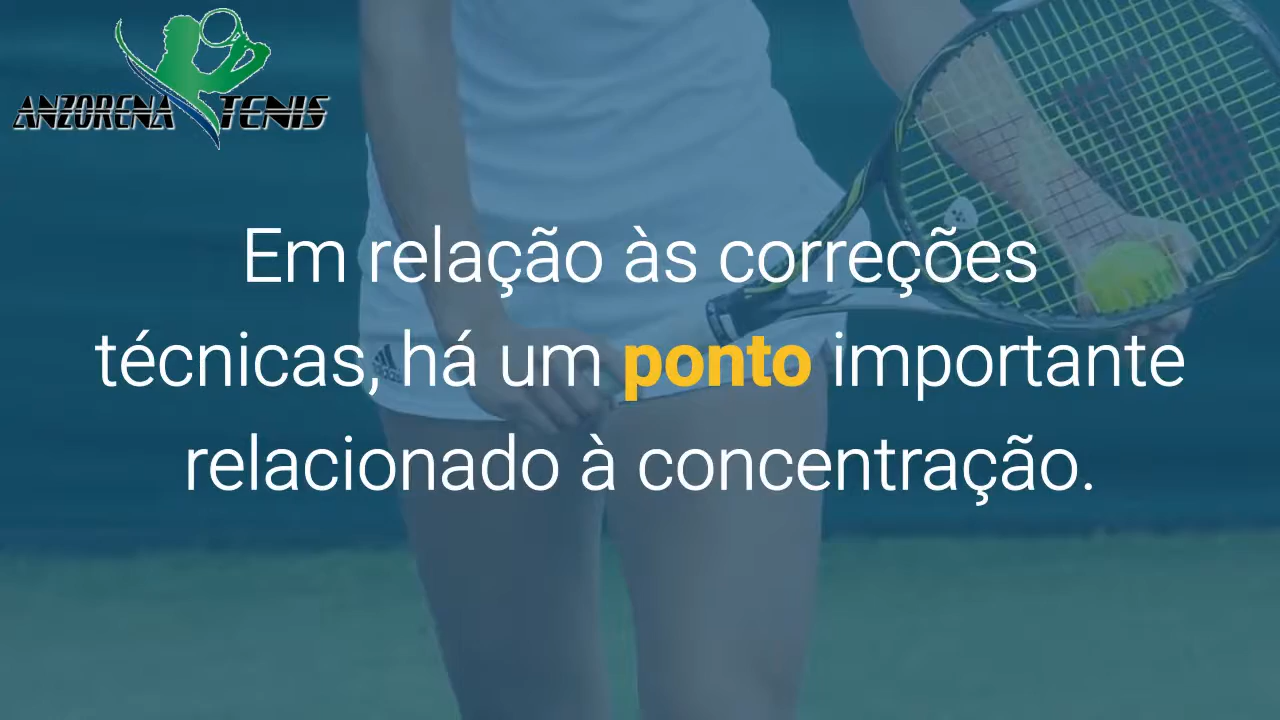 ANZORENA TENIS
Em relação às correções
técnicas, há um ponto importante
relacionado à concentração.